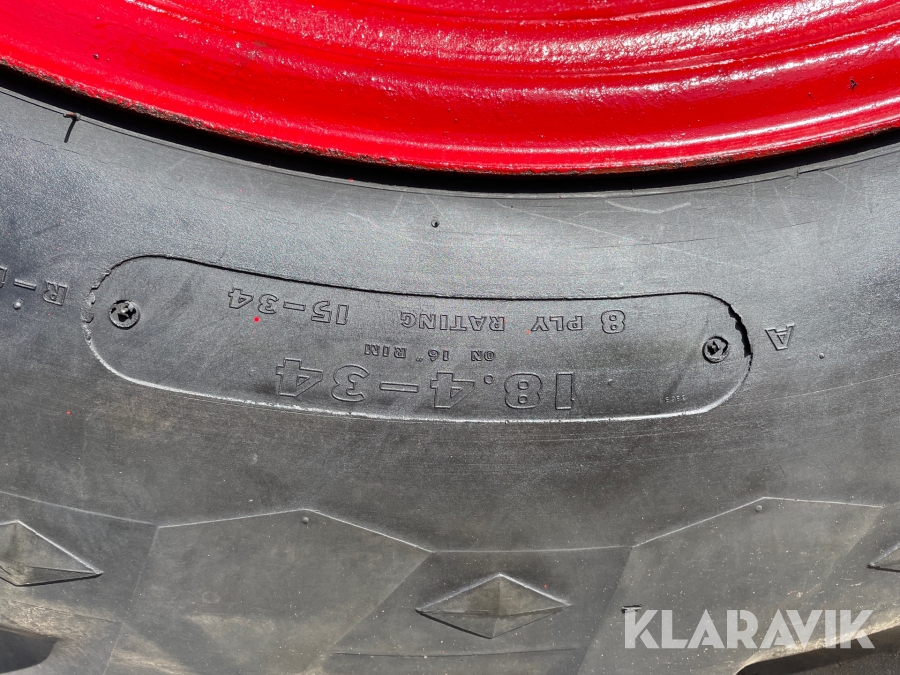 18.4-34
ON 16" RIM
8 PLY RATING 15-34
A
KLARAVIK